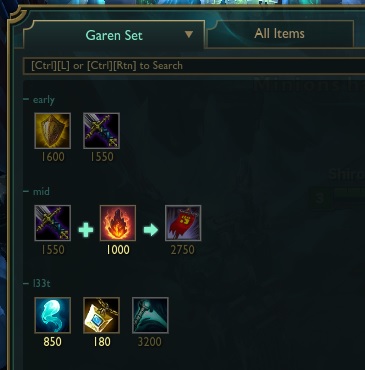 Garen Set
All Items
[Ctrl][L] or [Ctrl][Rtn] to Search
early
1600 1550
mid
1550 1000 2750
l33t
850 180 3200